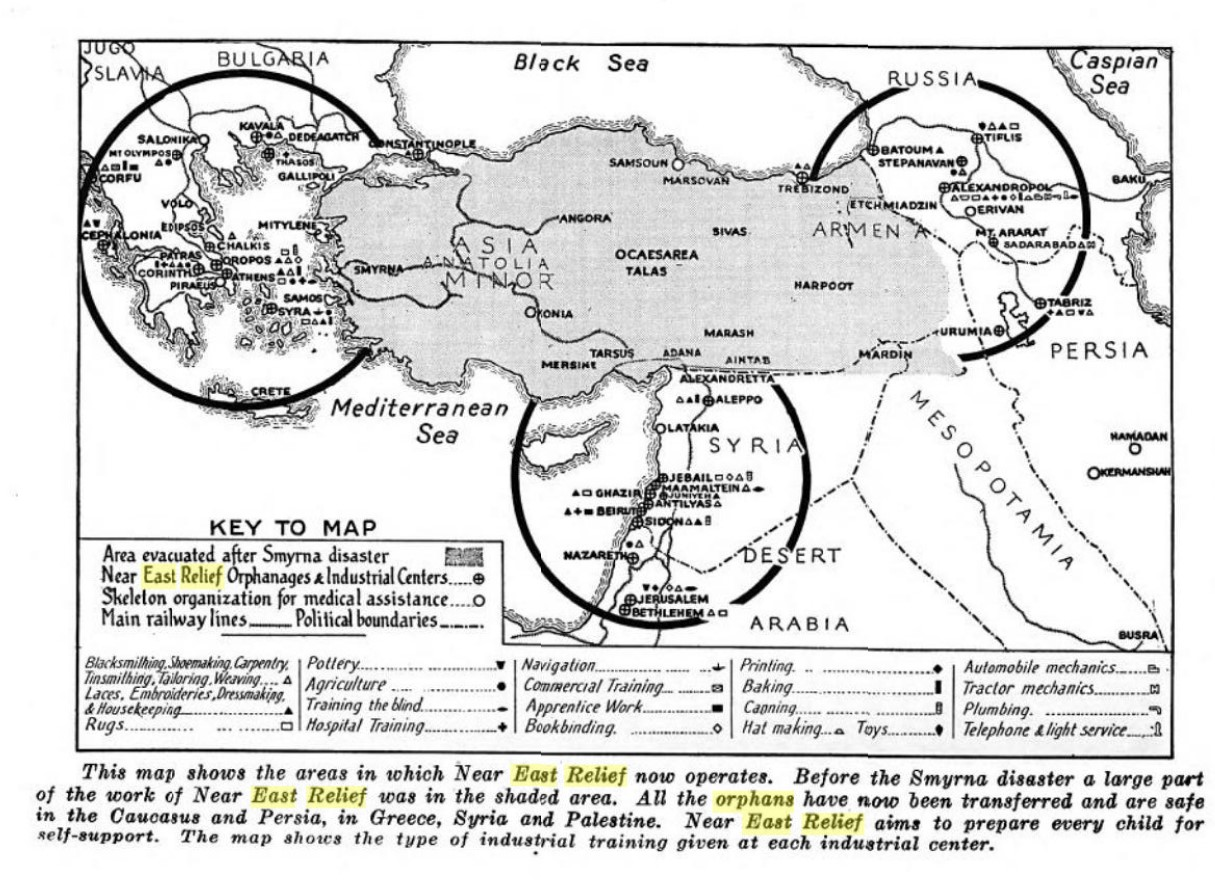 JUGO
SLAVIA
BULGARIA
Black Sea
Caspian
Sea
RUSSIA
SALONIKA
KAVALA
DEDEAGATCH
CONSTANTINOPLE
MT OLYMPOS
THASOS
CORFU
GALLIPOLI
SAMSOUN
MARSOVAN
TREBIZOND
BATOUM
STEPANAVAN
TIFLIS
ALEXANDROPOL
BAKU
ETCHMIADZIN
ERIVAN
VOLO
EDIPSOS
MITYLENE
CEPHALONIA
CHALKIS
PATRAS
OROPOS
CORINTH
ATHENS
PIRAEUS
SAMOS
SYRA
SMYRNA
ASIA
ANATOLIA
MINOR
ANGORA
SIVAS
OCAESAREA
TALAS
ARMENIA
MT. ARARAT
SADARABAD
HARPOOT
KONIA
TABRIZ
MARASH
URUMIA
TARSUS
ADANA
AINTAB
MARDIN
MERSINE
PERSIA
CRETE
Mediterranean
Sea
ALEXANDRETTA
ALEPPO
LATAKIA
SYRIA
MESOPOTAMIA
HAMADAN
KERMANSHAH
JEBAIL
MAAMALTEIN
GHAZIR
JUNIYEH
ANTILYAS
BEIRUT
SIDON
NAZARETH
DESERT
JERUSALEM
BETHLEHEM
ARABIA
BUSRA
KEY TO MAP
Area evacuated after Smyrna disaster
Near East Relief Orphanages & Industrial Centers
Skeleton organization for medical assistance
Main railway lines Political boundaries
Blacksmithing, Shoemaking, Carpentry,
Tinsmithing, Tailoring, Weaving
Laces, Embroideries, Dressmaking,
& Housekeeping
Rugs
Pottery
Agriculture
Training the blind
Hospital Training
Navigation
Commercial Training
Apprentice Work
Bookbinding
Printing
Baking
Canning
Hat making Toys
Automobile mechanics
Tractor mechanics
Plumbing
Telephone & light service
This map shows the areas in which Near East Relief now operates. Before the Smyrna disaster a large part
of the work of Near East Relief was in the shaded area. All the orphans have now been transferred and are safe
in the Caucasus and Persia, in Greece, Syria and Palestine. Near East Relief aims to prepare every child for
self-support. The map shows the type of industrial training given at each industrial center.